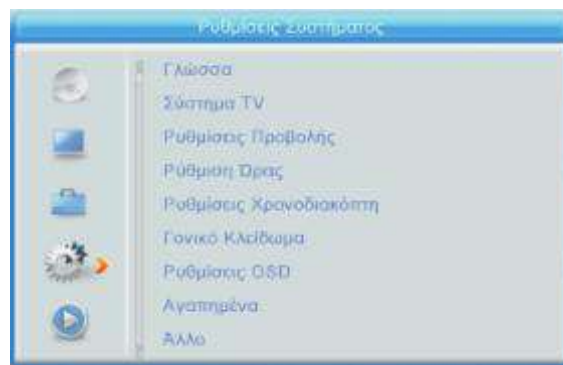 Ρυθμίσεις Συστήματος
Γλώσσα
Σύστημα TV
Ρυθμίσεις Προβολής
Ρύθμιση Ώρας
Ρυθμίσεις Χρονοδιακόπτη
Γονικό Κλείδωμα
Ρυθμίσεις OSD
Αγαπημένα
Άλλο